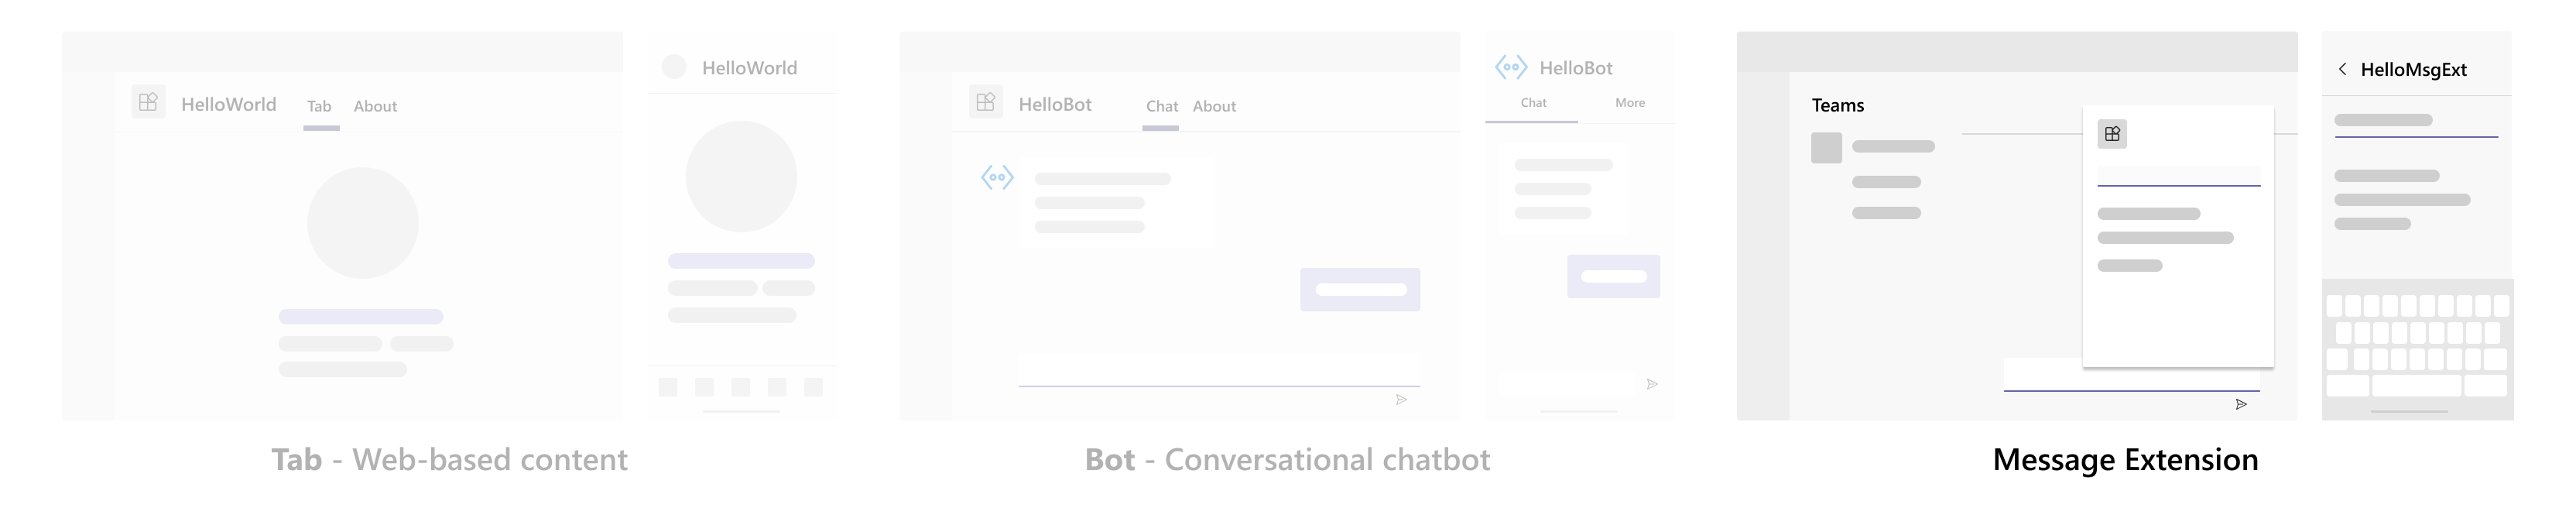 HelloWorld Tab About
HelloWorld
HelloBot Chat About
HelloBot
Chat More
Teams
HelloMsgExt
Tab - Web-based content
Bot - Conversational chatbot
Message Extension